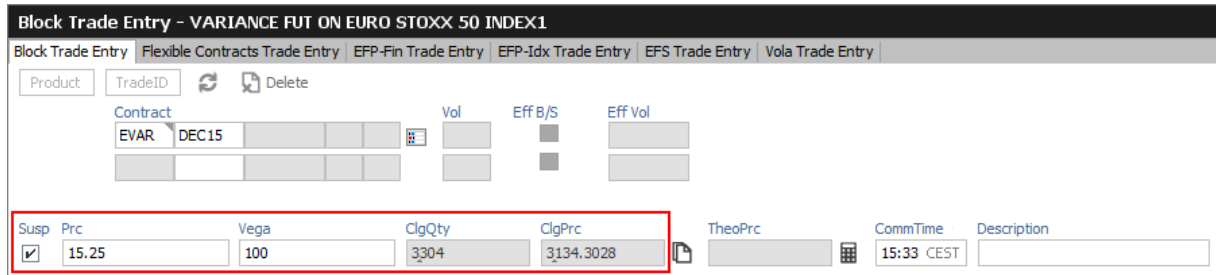 Block Trade Entry - VARIANCE FUT ON EURO STOXX 50 INDEX1
Block Trade Entry Flexible Contracts Trade Entry EFP-Fin Trade Entry EFP-Idx Trade Entry EFS Trade Entry Vola Trade Entry
Product TradeID Delete
Contract Vol Eff B/S Eff Vol
EVAR DEC15
Susp Prc Vega ClgQty ClgPrc TheoPrc CommTime Description
15.25 100 3304 3134.3028 15:33 CEST